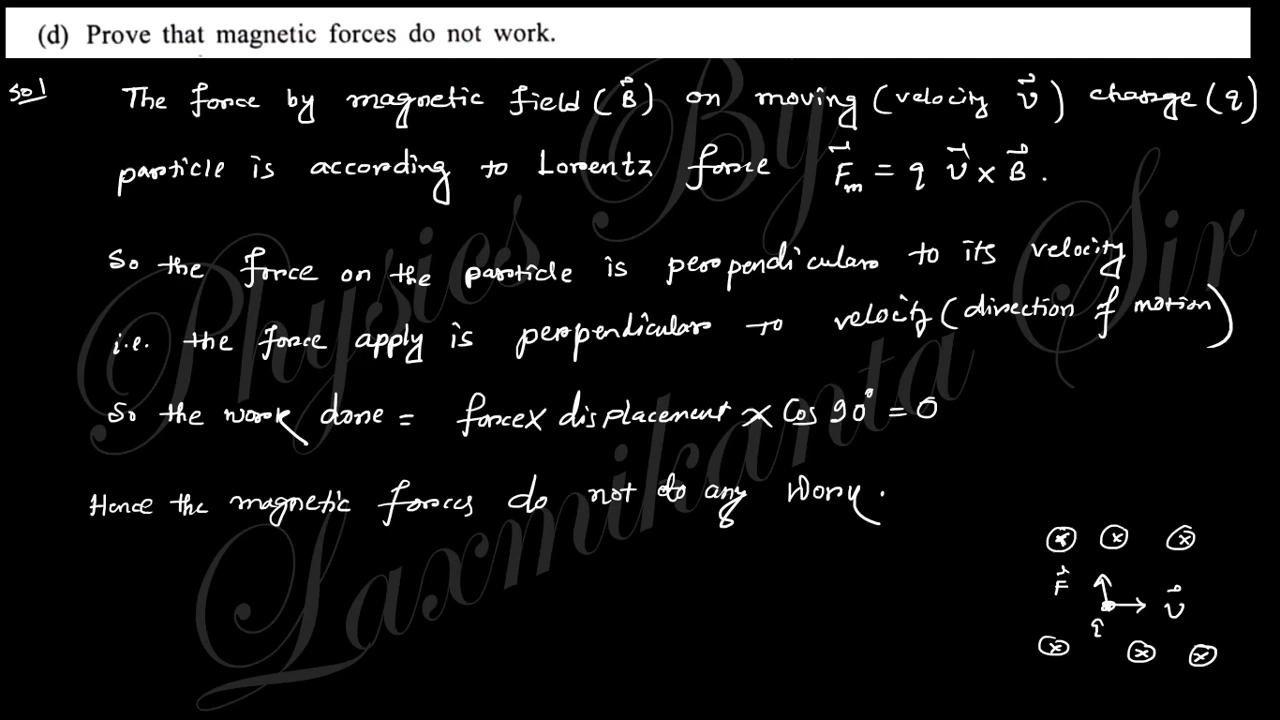 (d) Prove that magnetic forces do not work.
Sol The force by magnetic field (B⃗) on moving (velocity v⃗) charge (q)
particle is according to Lorentz force F⃗m = q v⃗ × B⃗.
So the force on the particle is perpendicular to its velocity
i.e. the force apply is perpendicular to velocity (direction of motion)
So the work done = force × displacement × cos 90° = 0
Hence the magnetic forces do not do any work.
⊗ ⊗ ⊗
F⃗ v⃗
q
⊗ ⊗ ⊗
Physics By
Laxmikanta Sir